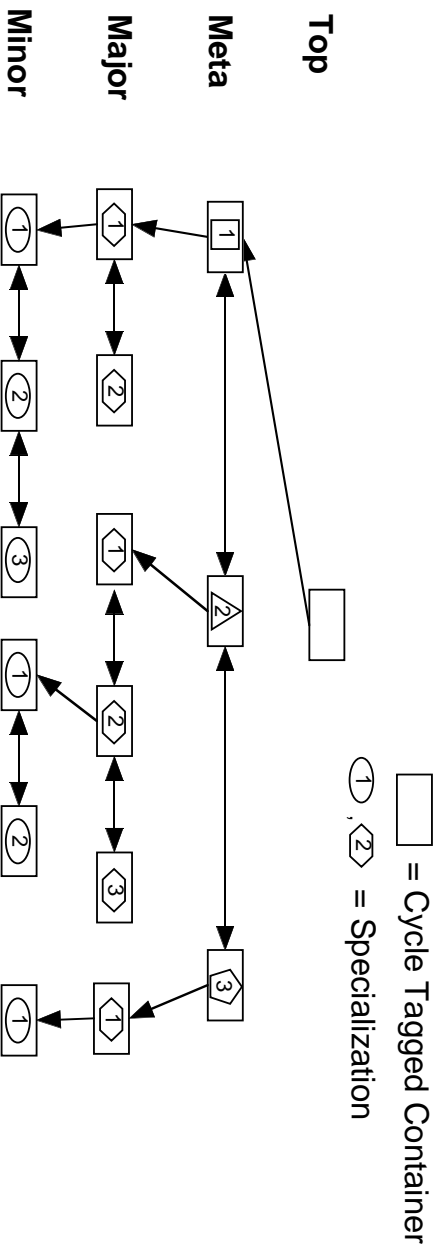 = Cycle Tagged Container
1 , 2 = Specialization
Top
Meta 1 2 3
Major 1 2 1 2 3 1
Minor 1 2 3 1 2 1